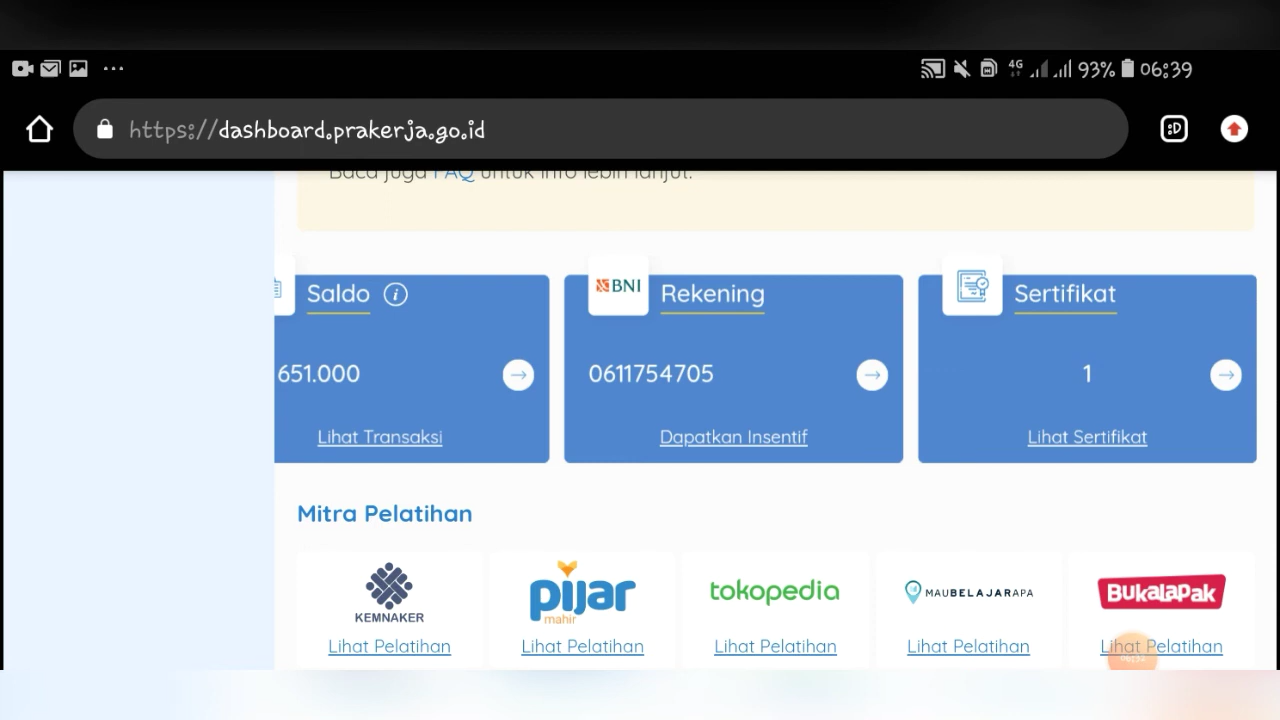 4G 93% 06:39
https://dashboard.prakerja.go.id :D
Baca juga FAQ untuk info lebih lanjut.
Saldo i
BNI Rekening
Sertifikat
651.000
0611754705
1
Lihat Transaksi
Dapatkan Insentif
Lihat Sertifikat
Mitra Pelatihan
KEMNAKER
pijar
mahir
tokopedia
MAUBELAJARAPA
BukaLapak
Lihat Pelatihan
Lihat Pelatihan
Lihat Pelatihan
Lihat Pelatihan
Lihat Pelatihan